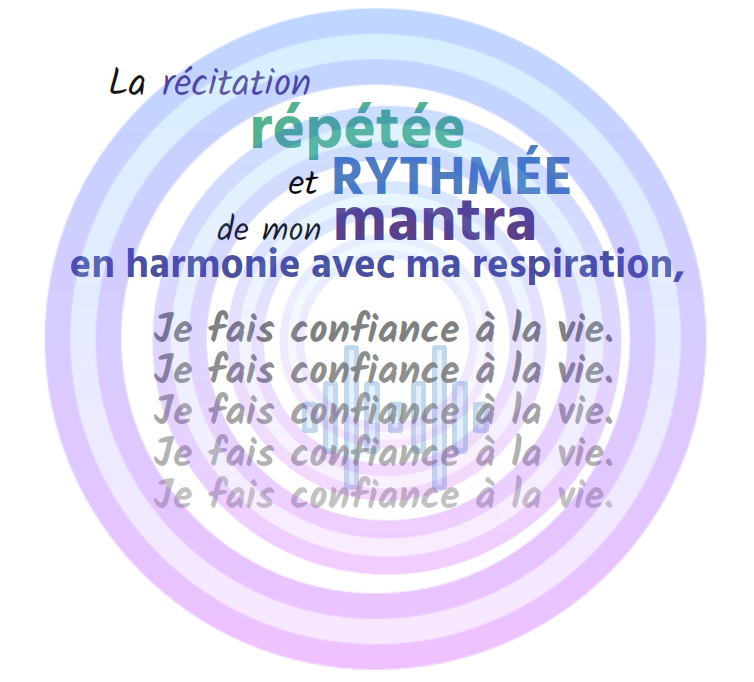 La récitation
répétée
et RYTHMÉE
de mon mantra
en harmonie avec ma respiration,
Je fais confiance à la vie.
Je fais confiance à la vie.
Je fais confiance à la vie.
Je fais confiance à la vie.
Je fais confiance à la vie.